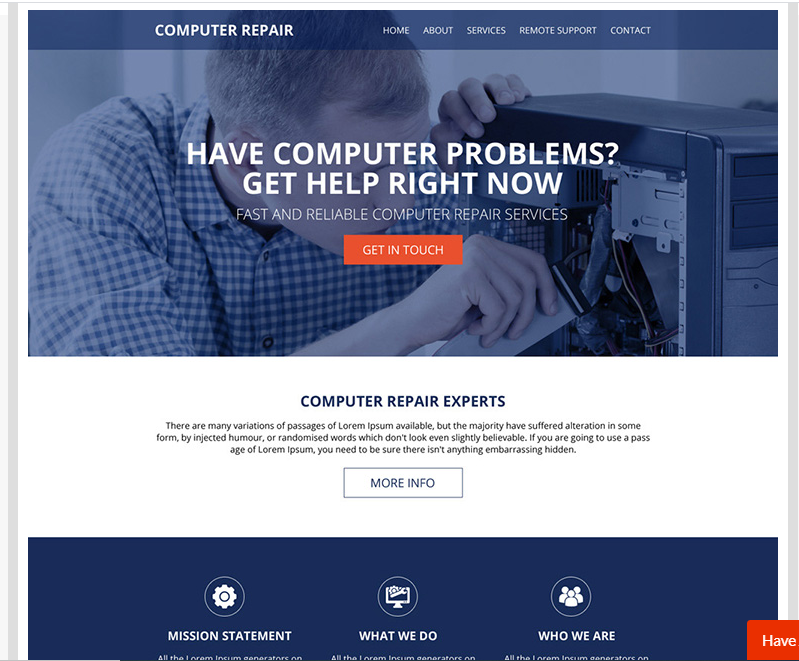 COMPUTER REPAIR
HOME ABOUT SERVICES REMOTE SUPPORT CONTACT
HAVE COMPUTER PROBLEMS?
GET HELP RIGHT NOW
FAST AND RELIABLE COMPUTER REPAIR SERVICES
GET IN TOUCH
COMPUTER REPAIR EXPERTS
There are many variations of passages of Lorem Ipsum available, but the majority have suffered alteration in some
form, by injected humour, or randomised words which don't look even slightly believable. If you are going to use a pass
age of Lorem Ipsum, you need to be sure there isn't anything embarrassing hidden.
MORE INFO
MISSION STATEMENT
WHAT WE DO
WHO WE ARE
All the Lorem Ipsum generators on
All the Lorem Ipsum generators on
All the Lorem Ipsum generators on
Have